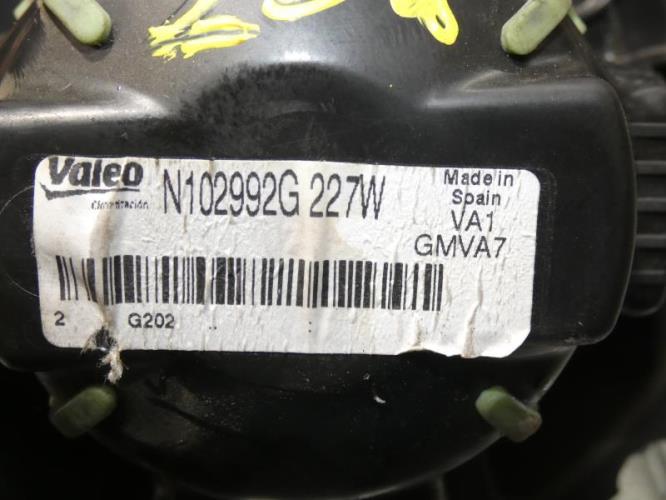 Valeo
Climatización
N102992G 227W
Made in
Spain
VA1
GMVA7
2 G202